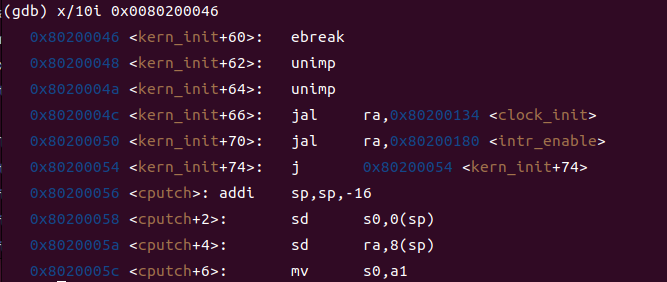 (gdb) x/10i 0x0080200046
0x80200046 <kern_init+60>: ebreak
0x80200048 <kern_init+62>: unimp
0x8020004a <kern_init+64>: unimp
0x8020004c <kern_init+66>: jal ra,0x80200134 <clock_init>
0x80200050 <kern_init+70>: jal ra,0x80200180 <intr_enable>
0x80200054 <kern_init+74>: j 0x80200054 <kern_init+74>
0x80200056 <cputch>: addi sp,sp,-16
0x80200058 <cputch+2>: sd s0,0(sp)
0x8020005a <cputch+4>: sd ra,8(sp)
0x8020005c <cputch+6>: mv s0,a1